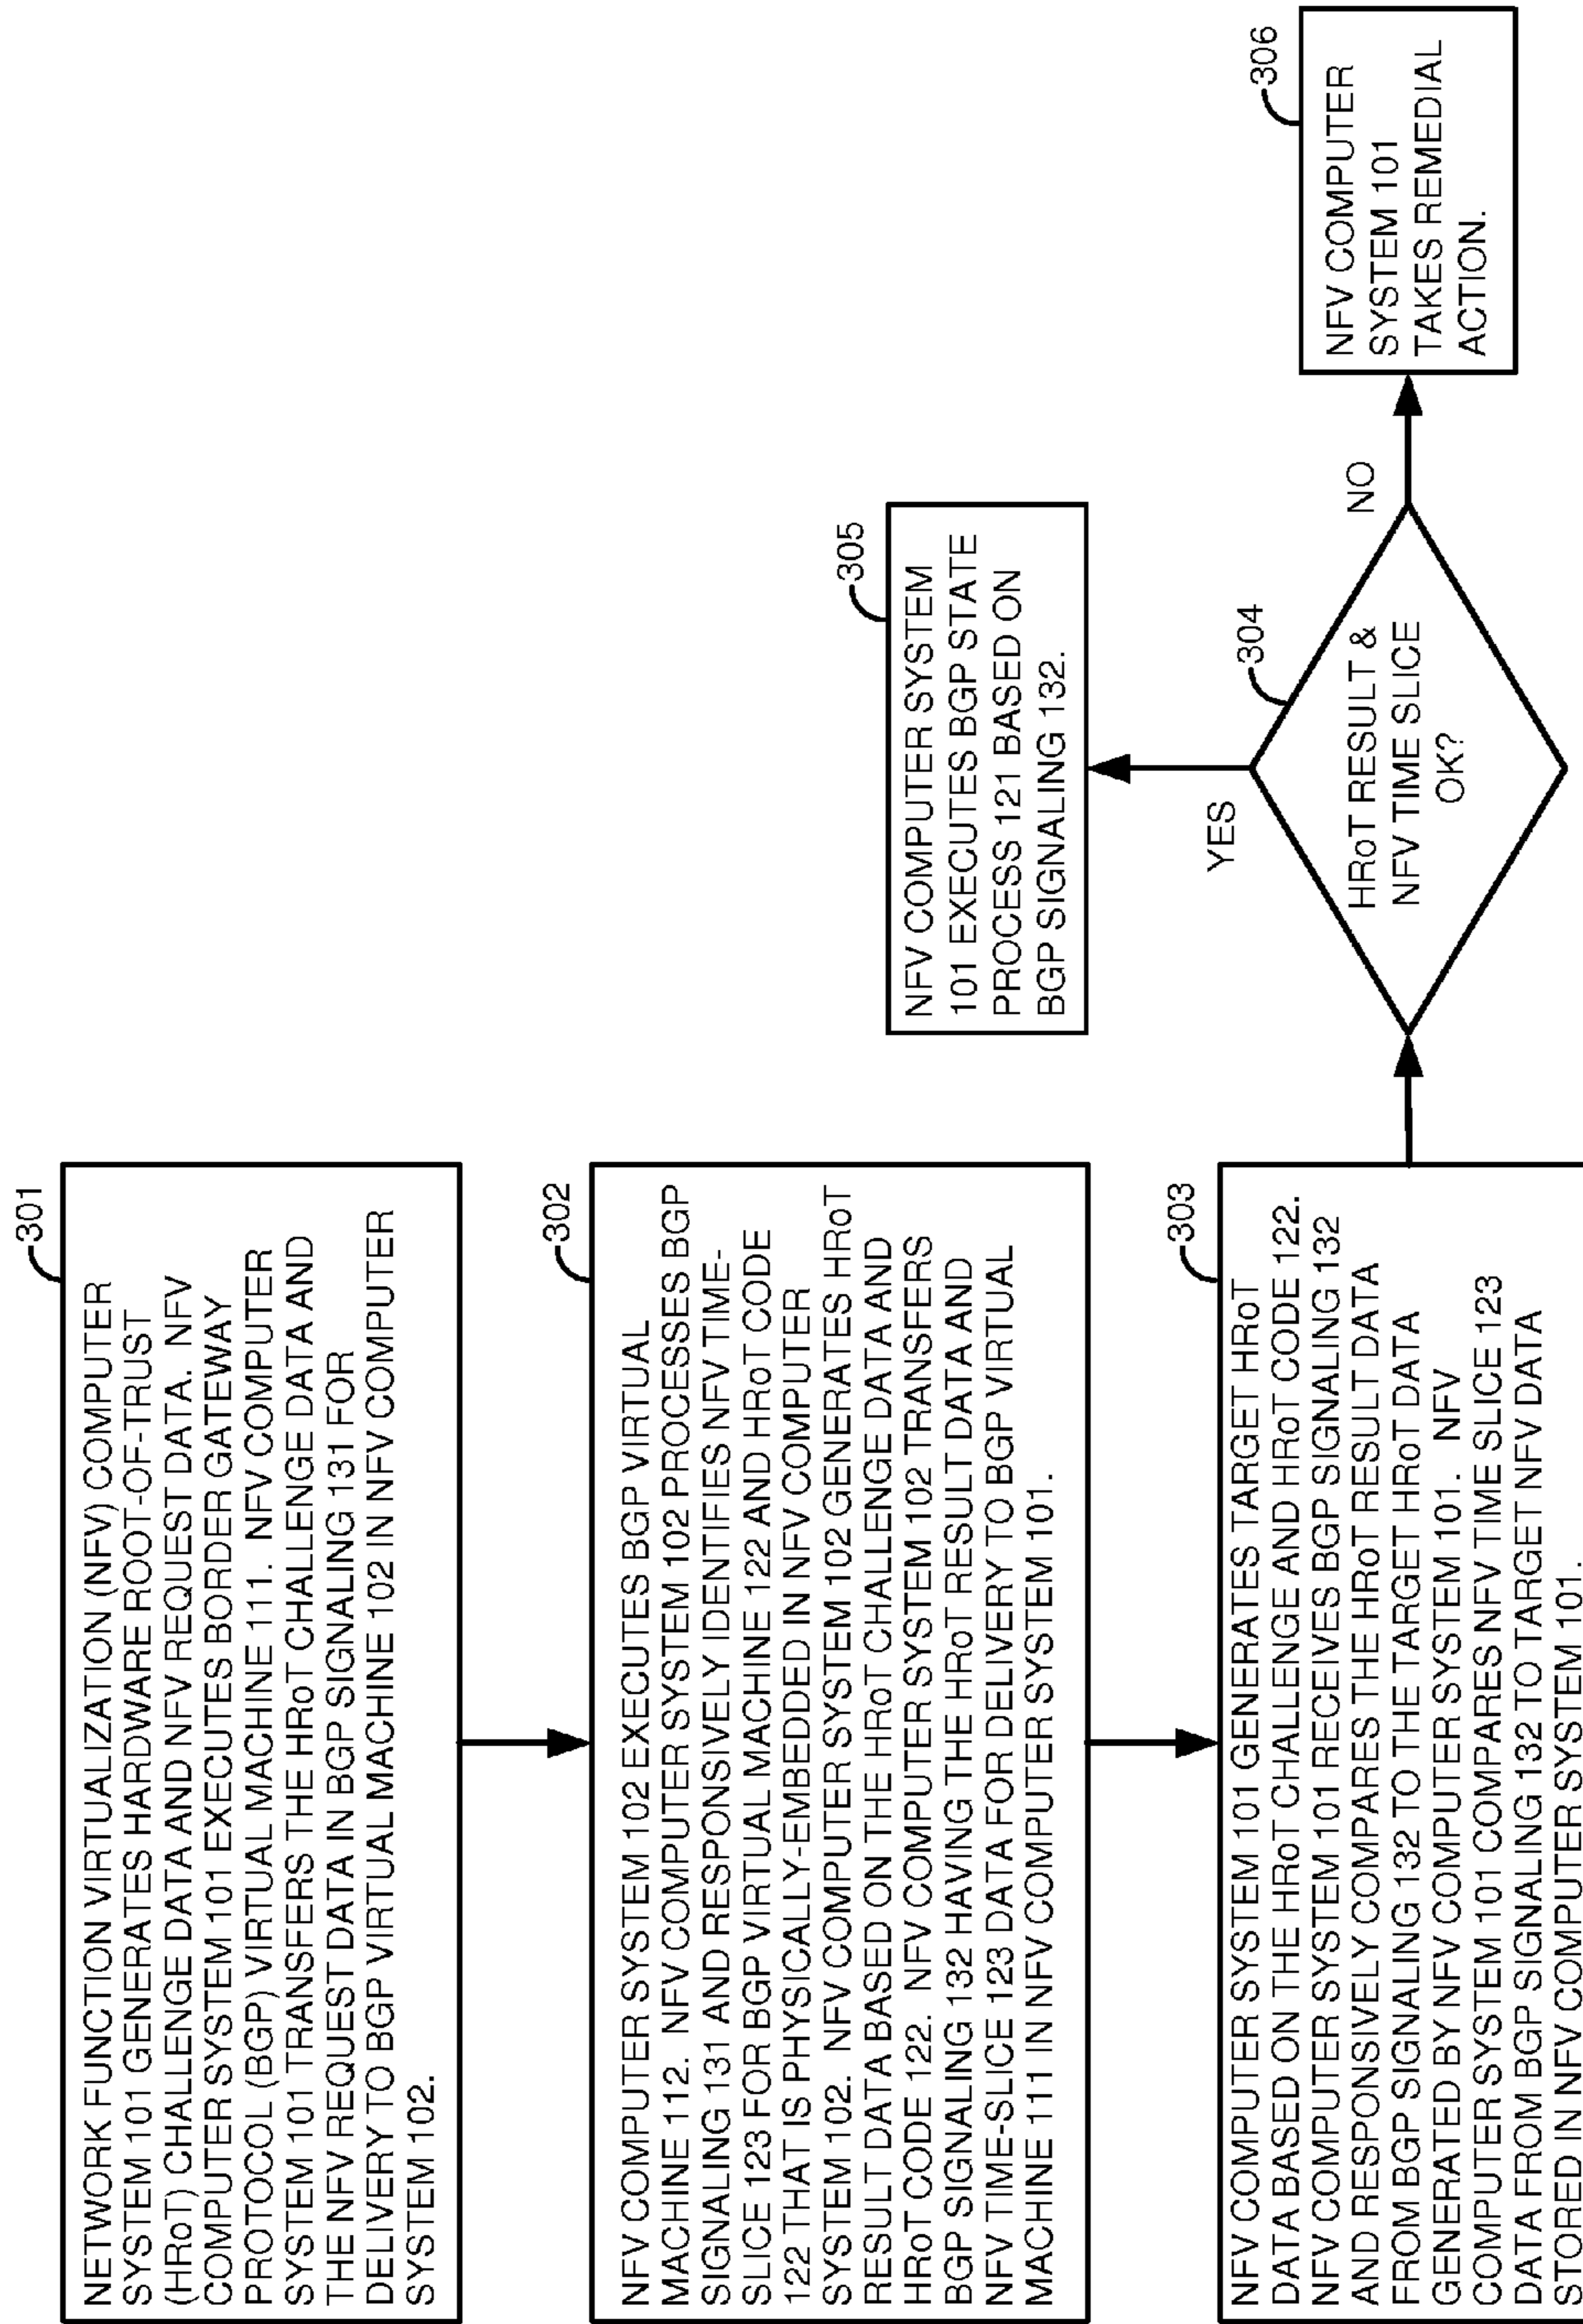 301
NETWORK FUNCTION VIRTUALIZATION (NFV) COMPUTER
SYSTEM 101 GENERATES HARDWARE ROOT-OF-TRUST
(HRoT) CHALLENGE DATA AND NFV REQUEST DATA. NFV
COMPUTER SYSTEM 101 EXECUTES BORDER GATEWAY
PROTOCOL (BGP) VIRTUAL MACHINE 111. NFV COMPUTER
SYSTEM 101 TRANSFERS THE HRoT CHALLENGE DATA AND
THE NFV REQUEST DATA IN BGP SIGNALING 131 FOR
DELIVERY TO BGP VIRTUAL MACHINE 102 IN NFV COMPUTER
SYSTEM 102.
302
NFV COMPUTER SYSTEM 102 EXECUTES BGP VIRTUAL
MACHINE 112. NFV COMPUTER SYSTEM 102 PROCESSES BGP
SIGNALING 131 AND RESPONSIVELY IDENTIFIES NFV TIME-
SLICE 123 FOR BGP VIRTUAL MACHINE 122 AND HRoT CODE
122 THAT IS PHYSICALLY-EMBEDDED IN NFV COMPUTER
SYSTEM 102. NFV COMPUTER SYSTEM 102 GENERATES HRoT
RESULT DATA BASED ON THE HRoT CHALLENGE DATA AND
HRoT CODE 122. NFV COMPUTER SYSTEM 102 TRANSFERS
BGP SIGNALING 132 HAVING THE HRoT RESULT DATA AND
NFV TIME-SLICE 123 DATA FOR DELIVERY TO BGP VIRTUAL
MACHINE 111 IN NFV COMPUTER SYSTEM 101.
303
NFV COMPUTER SYSTEM 101 GENERATES TARGET HRoT
DATA BASED ON THE HRoT CHALLENGE AND HRoT CODE 122.
NFV COMPUTER SYSTEM 101 RECEIVES BGP SIGNALING 132
AND RESPONSIVELY COMPARES THE HRoT RESULT DATA
FROM BGP SIGNALING 132 TO THE TARGET HRoT DATA
GENERATED BY NFV COMPUTER SYSTEM 101. NFV
COMPUTER SYSTEM 101 COMPARES NFV TIME SLICE 123
DATA FROM BGP SIGNALING 132 TO TARGET NFV DATA
STORED IN NFV COMPUTER SYSTEM 101.
304
HRoT RESULT &
NFV TIME SLICE
OK?
YES
NO
305
NFV COMPUTER SYSTEM
101 EXECUTES BGP STATE
PROCESS 121 BASED ON
BGP SIGNALING 132.
306
NFV COMPUTER
SYSTEM 101
TAKES REMEDIAL
ACTION.